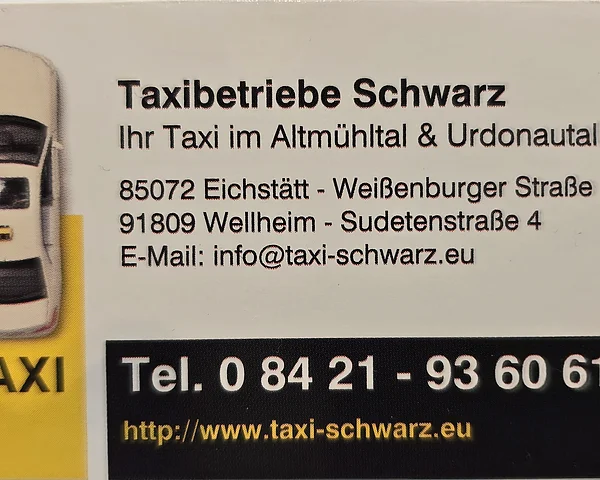 Taxibetriebe Schwarz
Ihr Taxi im Altmühltal & Urdonautal
85072 Eichstätt - Weißenburger Straße
91809 Wellheim - Sudetenstraße 4
E-Mail: info@taxi-schwarz.eu
AXI
Tel. 0 84 21 - 93 60 61
http://www.taxi-schwarz.eu